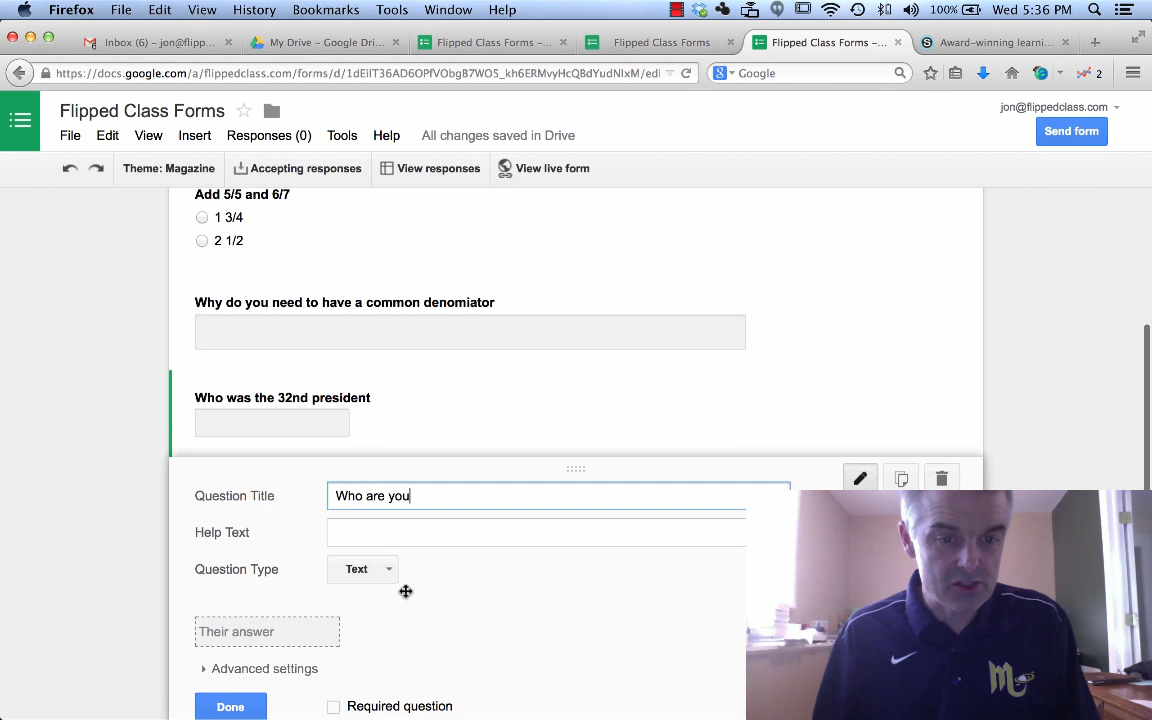 Firefox File Edit View History Bookmarks Tools Window Help 100% Wed 5:36 PM
Inbox (6) – jon@flipp... × My Drive – Google Dri... × Flipped Class Forms –... × Flipped Class Forms × Flipped Class Forms –... × Award-winning learni... × +
https://docs.google.com/a/flippedclass.com/forms/d/1dEilT36AD6OPfVObgB7WO5_kh6ERMvyHcQBdYudNlxM/edi Google 2
Flipped Class Forms jon@flippedclass.com
File Edit View Insert Responses (0) Tools Help All changes saved in Drive Send form
Theme: Magazine Accepting responses View responses View live form
Add 5/5 and 6/7
1 3/4
2 1/2
Why do you need to have a common denomiator
Who was the 32nd president
Question Title Who are you
Help Text
Question Type Text
Their answer
Advanced settings
Done Required question